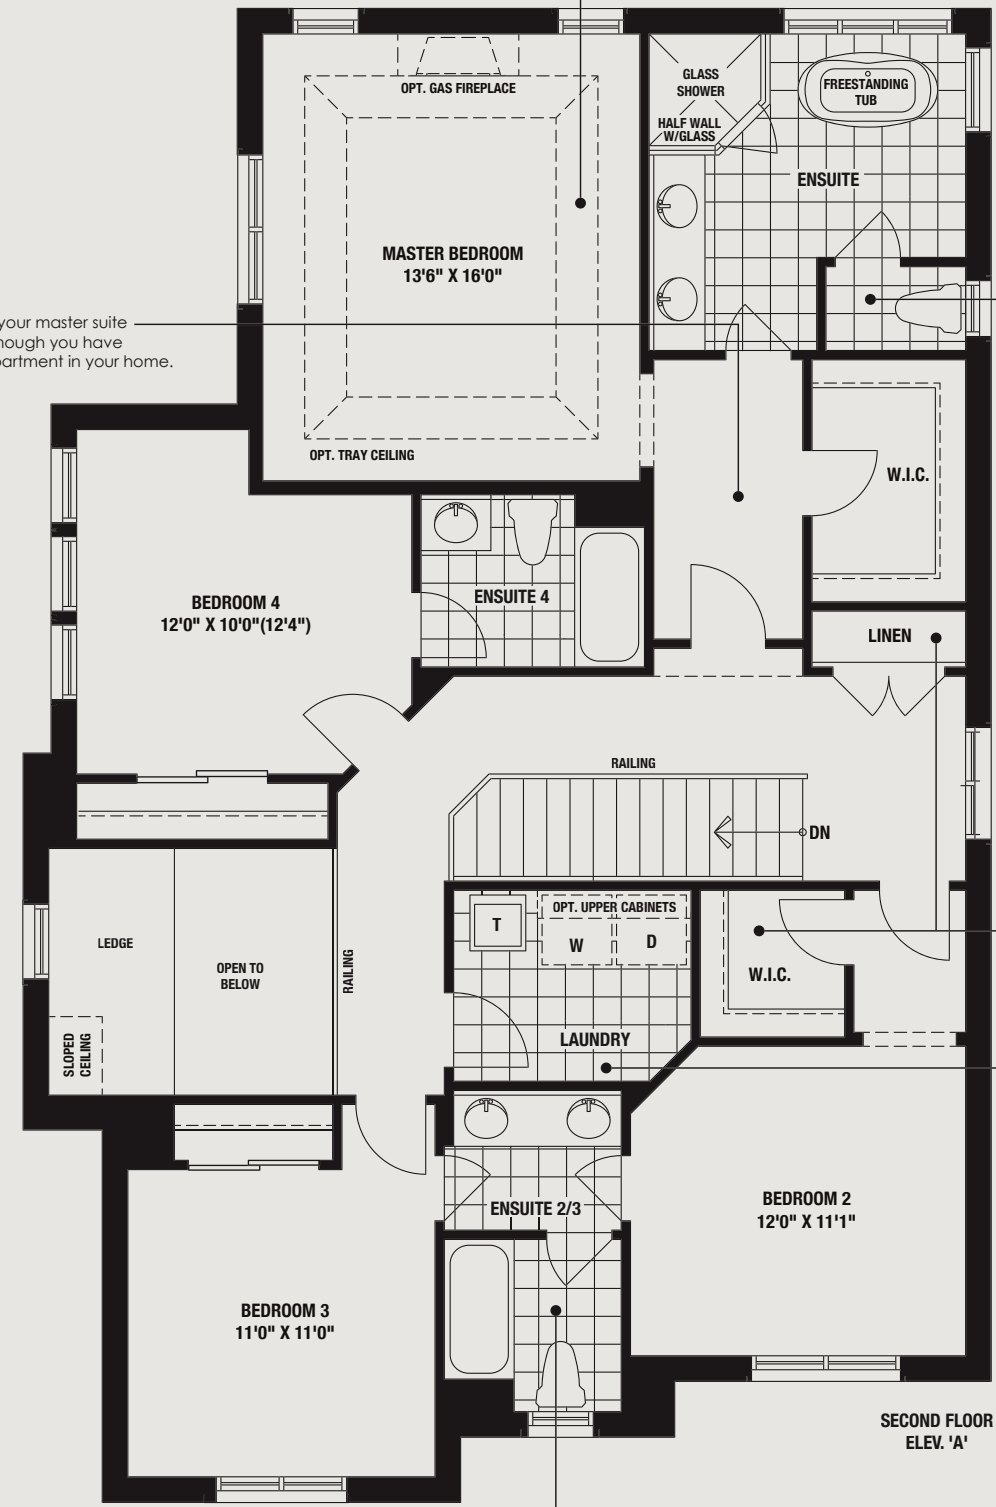 OPT. GAS FIREPLACE
GLASS
SHOWER
HALF WALL
W/GLASS
FREESTANDING
TUB
ENSUITE
MASTER BEDROOM
13'6" X 16'0"
your master suite
hough you have
partment in your home.
OPT. TRAY CEILING
W.I.C.
BEDROOM 4
12'0" X 10'0"(12'4")
ENSUITE 4
LINEN
RAILING
DN
LEDGE
OPEN TO
BELOW
RAILING
SLOPED
CEILING
T
OPT. UPPER CABINETS
W
D
W.I.C.
LAUNDRY
ENSUITE 2/3
BEDROOM 2
12'0" X 11'1"
BEDROOM 3
11'0" X 11'0"
SECOND FLOOR
ELEV. 'A'